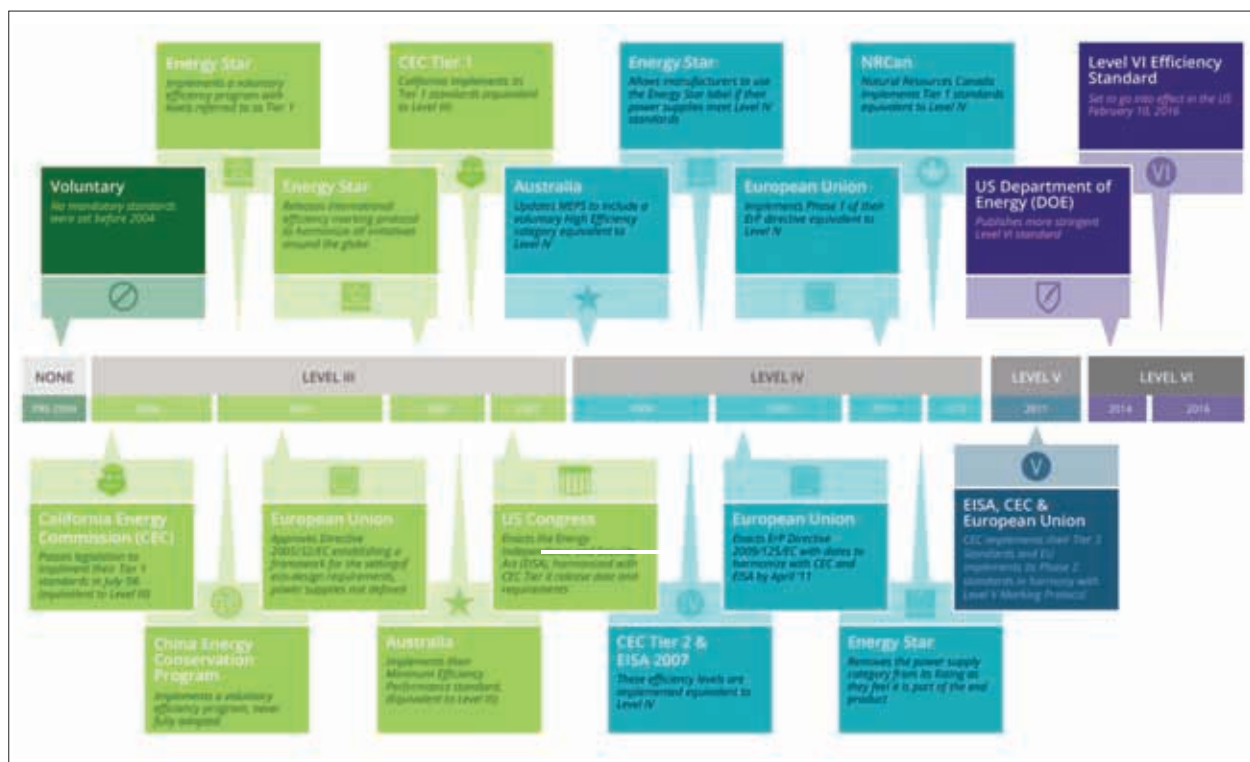 Energy Star
Implements a voluntary
efficiency program with
levels referred to as Tier 1
CEC Tier 1
California implements its
Tier 1 standards (equivalent
to Level III)
Energy Star
Allows manufacturers to use
the Energy Star label if their
power supplies meet Level IV
standards
NRCan
Natural Resources Canada
implements Tier 1 standards
equivalent to Level IV
Level VI Efficiency
Standard
Set to go into effect in the US
February 10, 2016
VI
Voluntary
No mandatory standards
were set before 2004
Energy Star
Releases international
efficiency marking protocol
to harmonize all initiatives
around the globe
Australia
Updates MEPS to include a
voluntary High Efficiency
category equivalent to
Level IV
European Union
Implements Phase 1 of their
ErP directive equivalent to
Level IV
US Department of
Energy (DOE)
Publishes more stringent
Level VI standard
NONE
LEVEL III
LEVEL IV
LEVEL V
LEVEL VI
PRE-2004
2011
2014
2016
V
California Energy
Commission (CEC)
Passes legislation to
implement their Tier 1
standards in July
(equivalent to Level III)
European Union
Approves Directive
2005/32/EC establishing a
framework for the setting of
eco-design requirements,
power supplies not defined
US Congress
Enacts the Energy
Act (EISA), harmonized with
CEC Tier II release date and
requirements
European Union
Enacts ErP Directive
2009/125/EC with dates to
harmonize with CEC and
EISA by April '11
EISA, CEC &
European Union
CEC implements their Tier
Standards and EU
implements its Phase 2
standards in harmony with
Level V Marking Protocol
China Energy
Conservation
Program
Implements a voluntary
efficiency program, never
fully adopted
Australia
Implements their
Minimum Efficiency
Performance standard,
(Equivalent to Level III)
IV
CEC Tier 2 &
EISA 2007
These efficiency levels are
implemented equivalent to
Level IV
Energy Star
Removes the power supply
category from its listing as
they feel it is part of the end
product